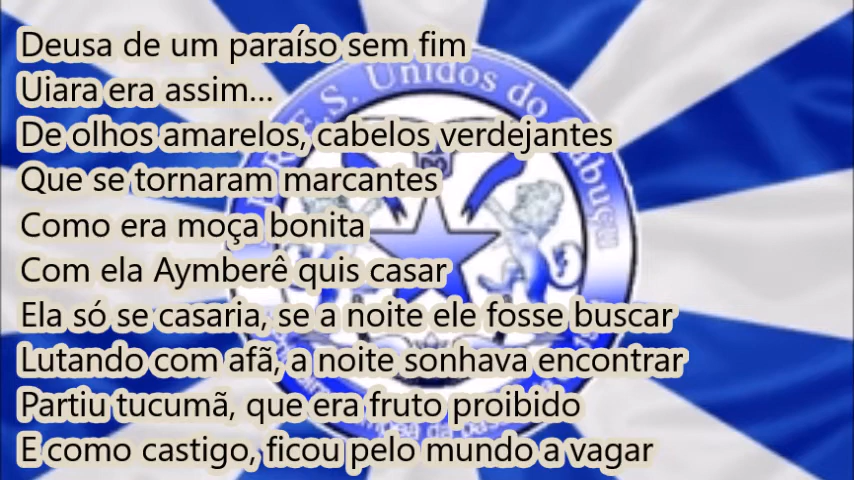 Deusa de um paraíso sem fim
Uiara era assim...
De olhos amarelos, cabelos verdejantes
Que se tornaram marcantes
Como era moça bonita
Com ela Aymberê quis casar
Ela só se casaria, se a noite ele fosse buscar
Lutando com afã, a noite sonhava encontrar
Partiu tucumã, que era fruto proibido
E como castigo, ficou pelo mundo a vagar
Unidos do